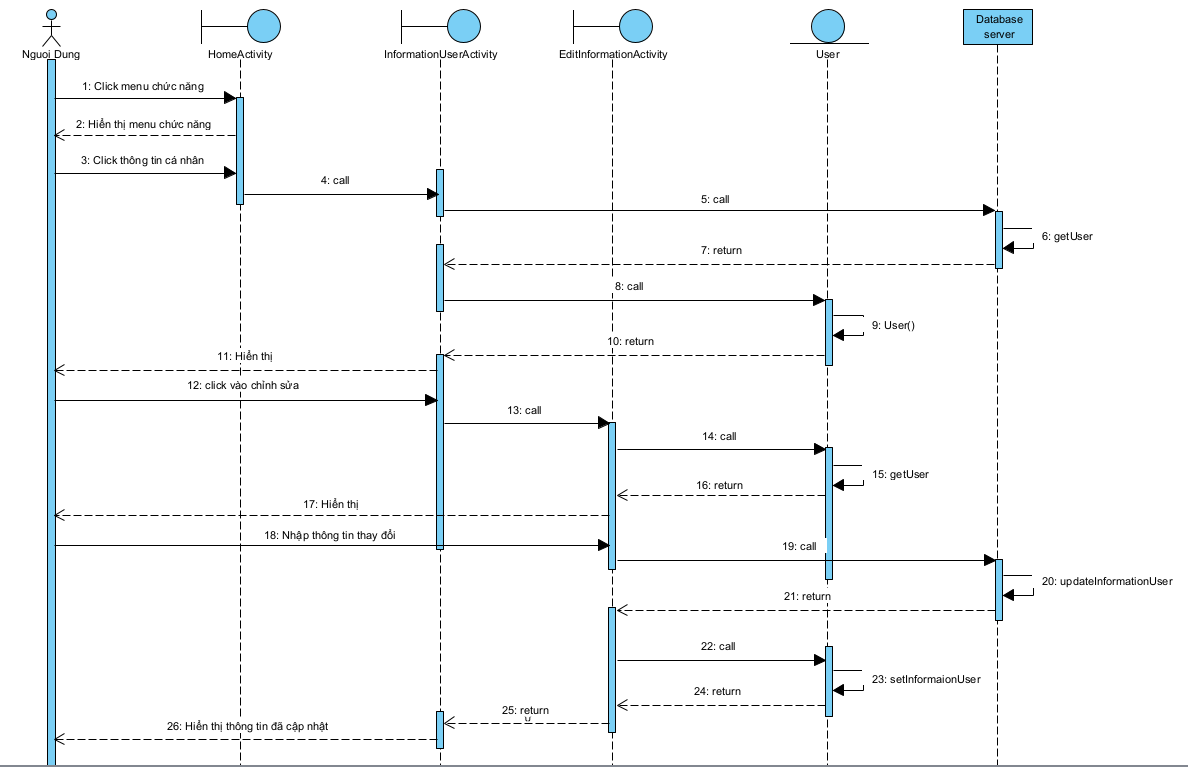 Database
server
Nguoi Dung
HomeActivity
InformationUserActivity
EditInformationActivity
User
1: Click menu chức năng
2: Hiển thị menu chức năng
3: Click thông tin cá nhân
4: call
5: call
6: getUser
7: return
8: call
9: User()
10: return
11: Hiển thị
12: click vào chỉnh sửa
13: call
14: call
15: getUser
16: return
17: Hiển thị
18: Nhập thông tin thay đổi
19: call
20: updateInformationUser
21: return
22: call
23: setInformaionUser
24: return
25: return
26: Hiển thị thông tin đã cập nhật